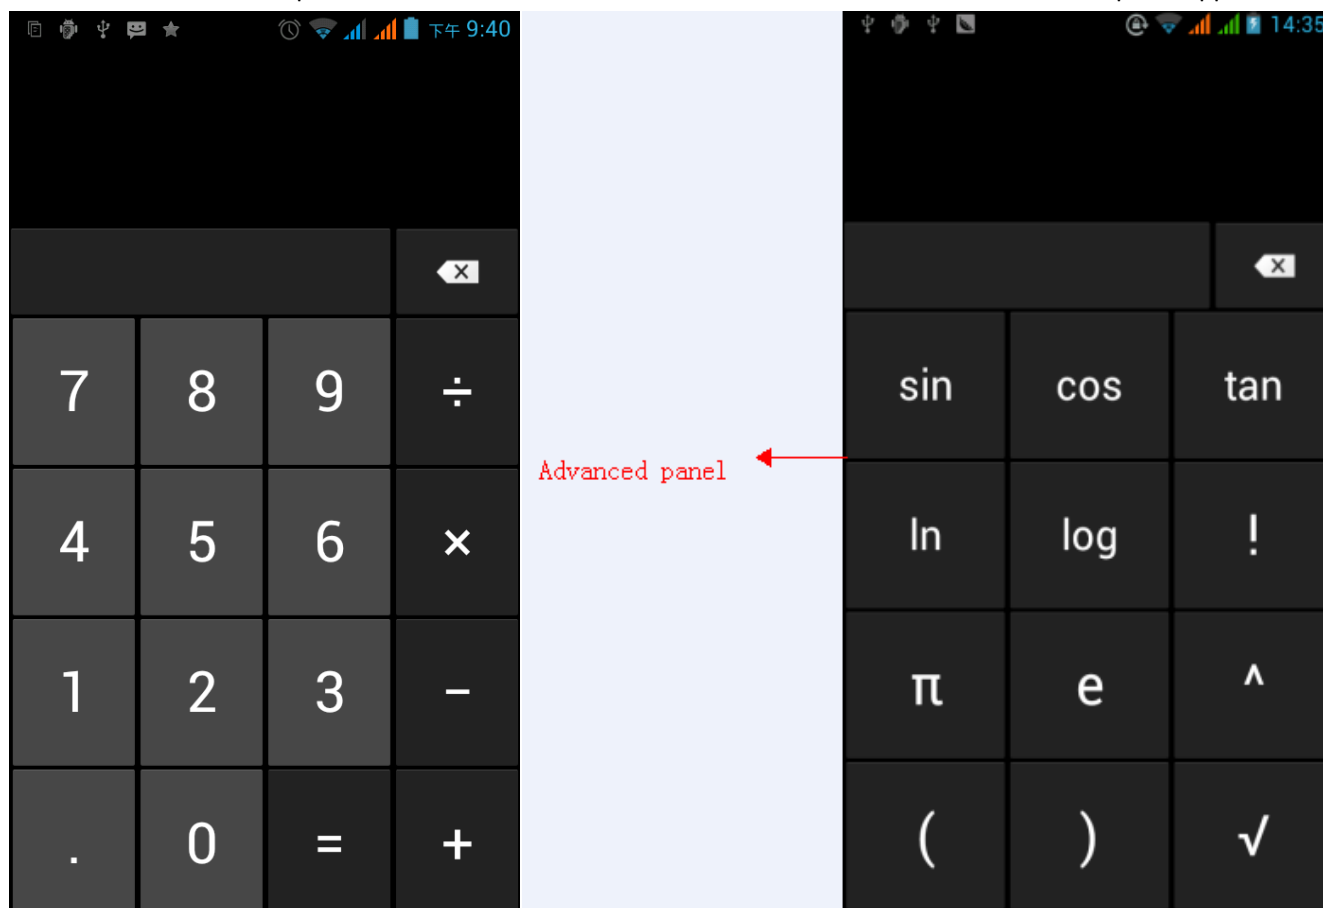 下午 9:40
7 8 9 ÷
4 5 6 ×
1 2 3 −
. 0 = +
Advanced panel
14:35
sin cos tan
ln log !
π e ^
( ) √